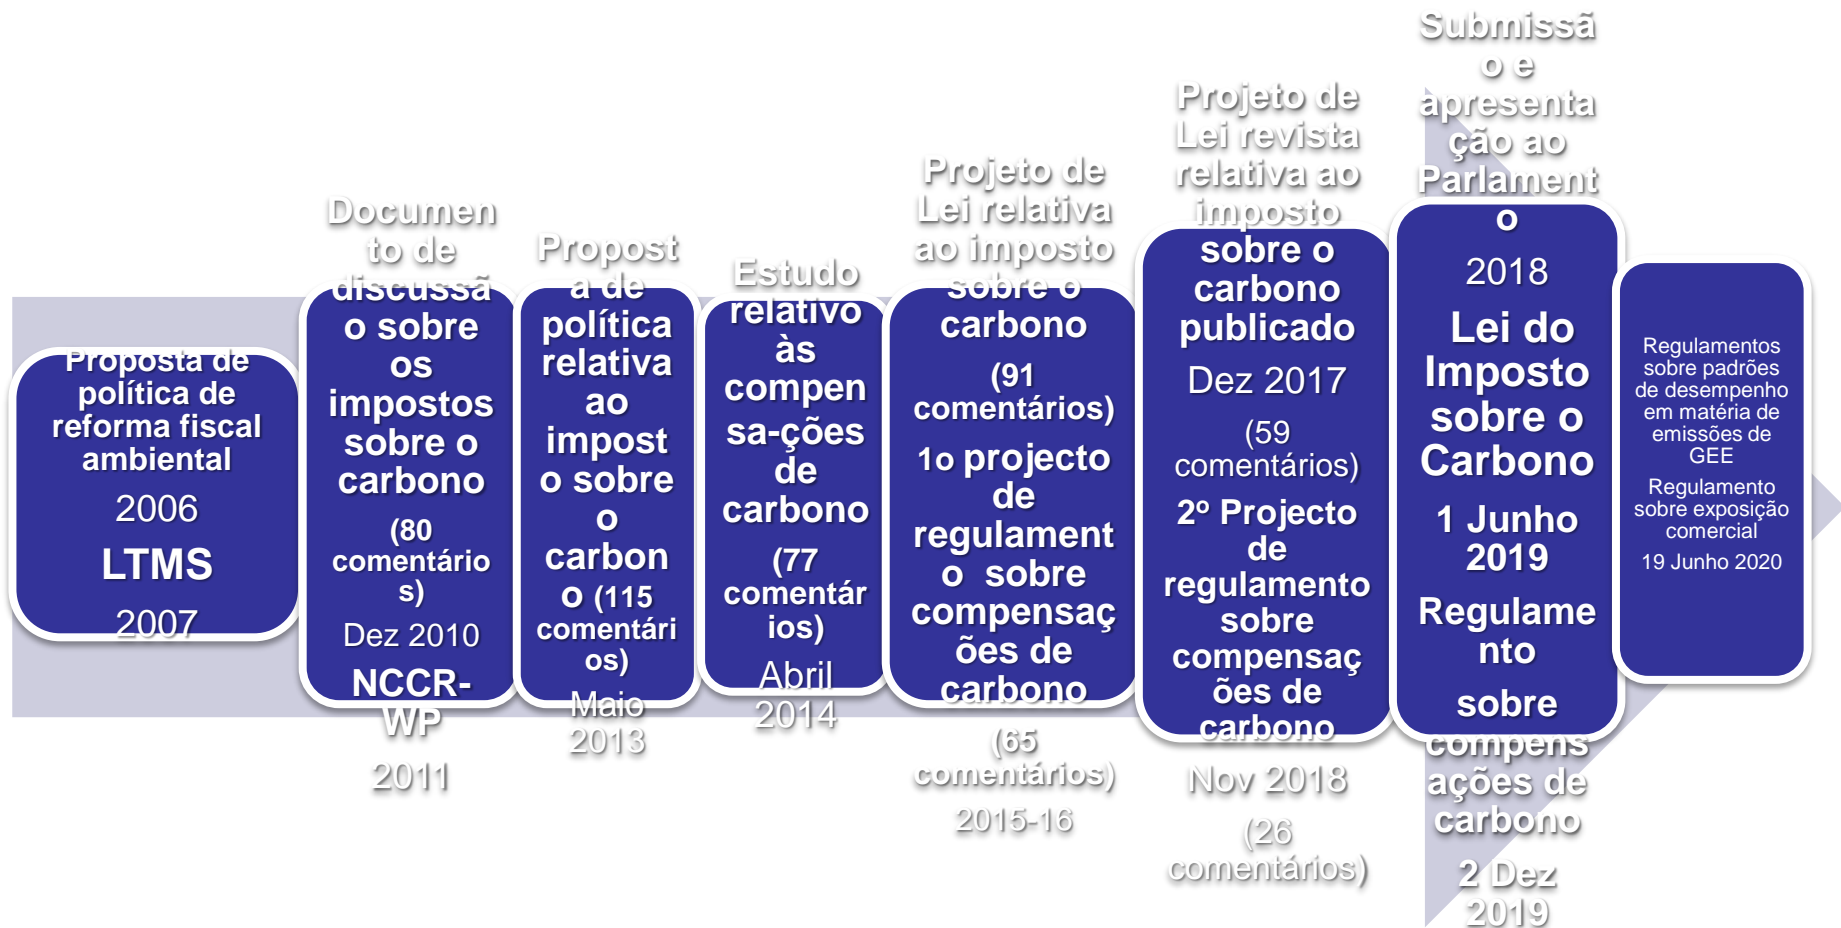 Proposta de
política de
reforma fiscal
ambiental
2006
LTMS
2007
Documen
to de
discussã
o sobre
os
impostos
sobre o
carbono
(80
comentário
s)
Dez 2010
NCCR-
WP
2011
Propost
a de
política
relativa
ao
impost
o sobre
o
carbon
o (115
comentári
os)
Maio
2013
Estudo
relativo
às
compen
sa-ções
de
carbono
(77
comentár
ios)
Abril
2014
Projeto de
Lei relativa
ao imposto
sobre o
carbono
(91
comentários)
1o projecto
de
regulament
o sobre
compensaç
ões de
carbono
(65
comentários)
2015-16
Projeto de
Lei revista
relativa ao
imposto
sobre o
carbono
publicado
Dez 2017
(59
comentários)
2º Projecto
de
regulamento
sobre
compensaç
ões de
carbono
Nov 2018
(26
comentários)
Submissã
o e
apresenta
ção ao
Parlament
o
2018
Lei do
Imposto
sobre o
Carbono
1 Junho
2019
Regulame
nto
sobre
compens
ações de
carbono
2 Dez
2019
Regulamentos
sobre padrões
de desempenho
em matéria de
emissões de
GEE
Regulamento
sobre exposição
comercial
19 Junho 2020